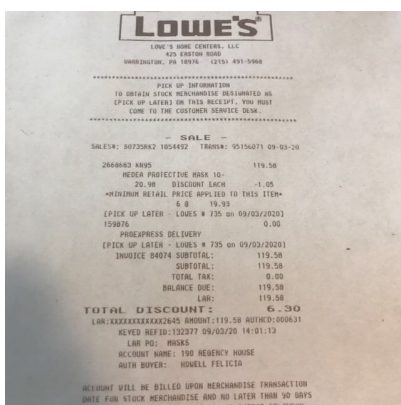 LOWE'S
LOWE'S HOME CENTERS, LLC
425 EASTON ROAD
WARRINGTON, PA 18976 (215) 491-5960
PICK UP INFORMATION
TO OBTAIN STOCK MERCHANDISE DESIGNATED AS
[PICK UP LATER] ON THIS RECEIPT, YOU MUST
COME TO THE CUSTOMER SERVICE DESK.
- SALE -
SALES#: 1054492 TRANS#: 95156071 09-03-20
2668683 KN95 119.58
MEDEA PROTECTIVE MASK 10-
20.98 DISCOUNT EACH -1.05
*MINIMUM RETAIL PRICE APPLIED TO THIS ITEM*
6 @ 19.93
[PICK UP LATER - LOWES # 735 on 09/03/2020]
159876 0.00
PROEXPRESS DELIVERY
[PICK UP LATER - LOWES # 735 on 09/03/2020]
INVOICE 84074 SUBTOTAL: 119.58
SUBTOTAL: 119.58
TOTAL TAX: 0.00
BALANCE DUE: 119.58
LAR: 119.58
TOTAL DISCOUNT: 6.30
LAR:XXXXXXXXXXXX2645 AMOUNT:119.58 AUTHCD:000631
KEYED REFID:132377 09/03/20 14:01:13
LAR PO: MASKS
ACCOUNT NAME: 190 REGENCY HOUSE
AUTH BUYER: HOWELL FELICIA
ACCOUNT WILL BE BILLED UPON MERCHANDISE TRANSACTION
DATE FOR STOCK MERCHANDISE AND NO LATER THAN 90 DAYS